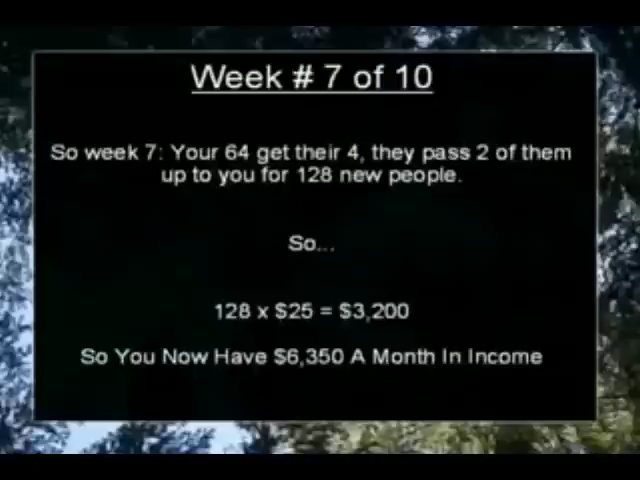 Week # 7 of 10
So week 7: Your 64 get their 4, they pass 2 of them
up to you for 128 new people.
So...
128 x $25 = $3,200
So You Now Have $6,350 A Month In Income